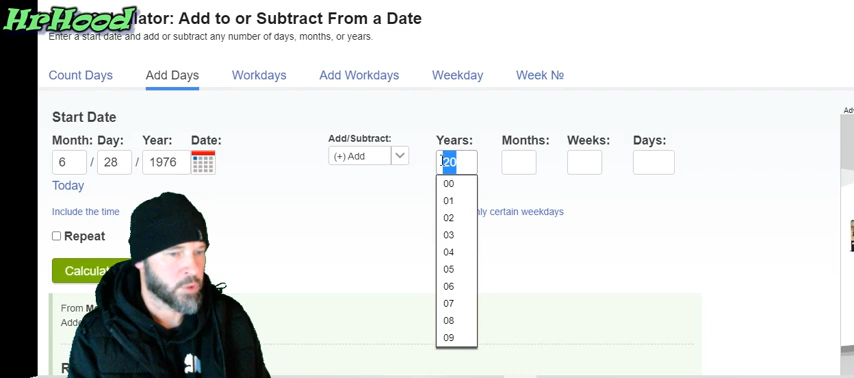 HrHood
lator: Add to or Subtract From a Date
Enter a start date and add or subtract any number of days, months, or years.
Count Days Add Days Workdays Add Workdays Weekday Week №
Start Date
Month: Day: Year: Date: Add/Subtract: Years: Months: Weeks: Days:
6 / 28 / 1976 (+) Add 20
Today
Include the time nly certain weekdays
Repeat
Calculat
From M
Adde
R
00
01
02
03
04
05
06
07
08
09